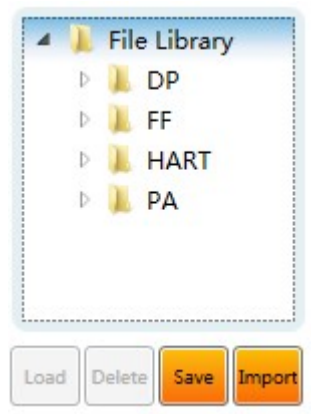 File Library
DP
FF
HART
PA
Load Delete Save Import